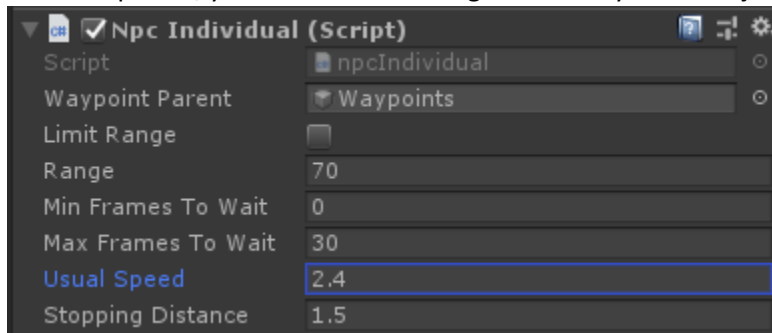 Npc Individual (Script)
Script npcIndividual
Waypoint Parent Waypoints
Limit Range
Range 70
Min Frames To Wait 0
Max Frames To Wait 30
Usual Speed 2.4
Stopping Distance 1.5